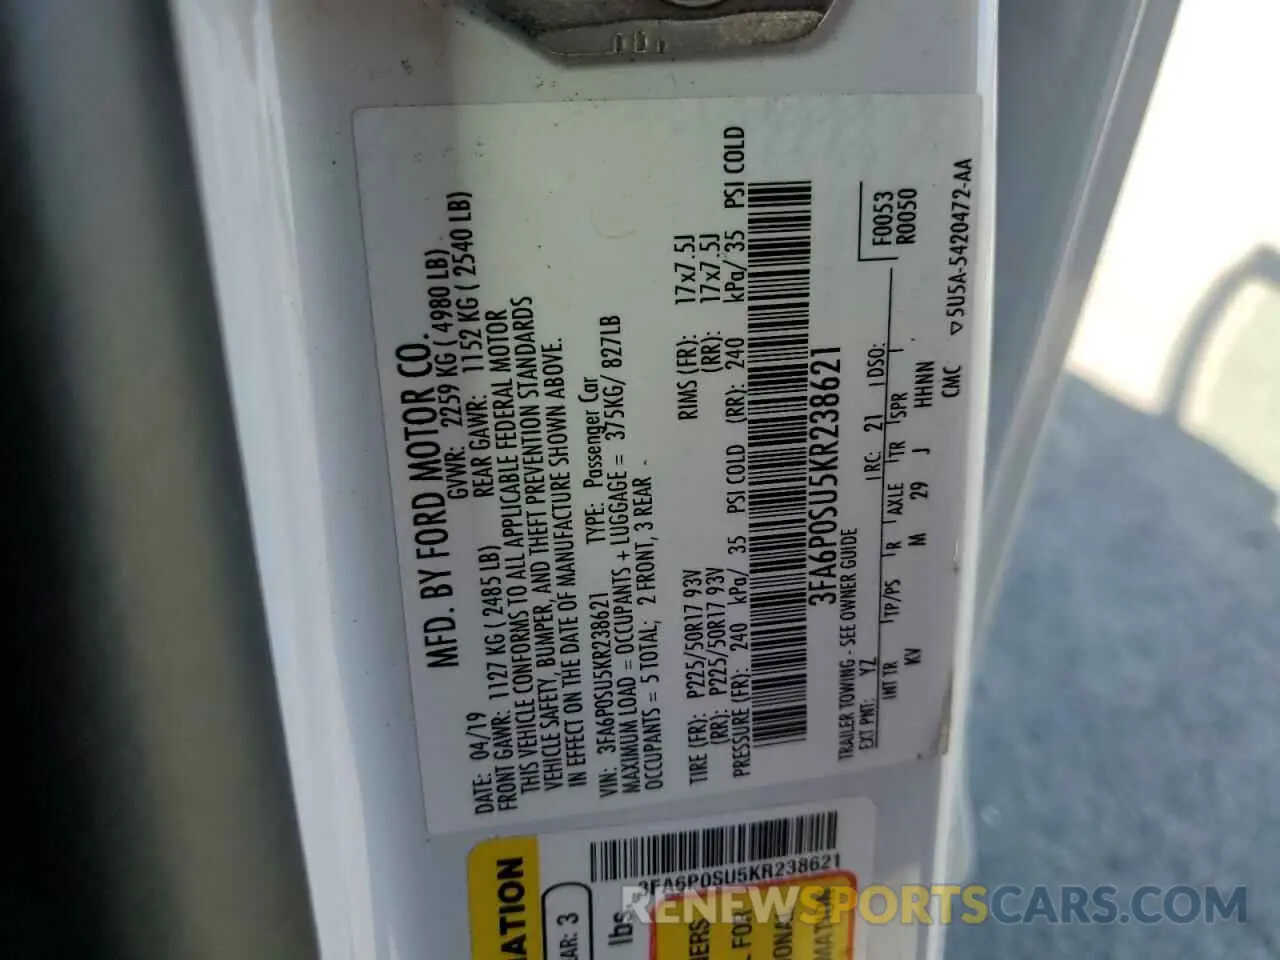 MFD. BY FORD MOTOR CO.
DATE: 04/19 GVWR: 2259 KG ( 4980 LB)
FRONT GAWR: 1127 KG ( 2485 LB) REAR GAWR: 1152 KG ( 2540 LB)
THIS VEHICLE CONFORMS TO ALL APPLICABLE FEDERAL MOTOR
VEHICLE SAFETY, BUMPER, AND THEFT PREVENTION STANDARDS
IN EFFECT ON THE DATE OF MANUFACTURE SHOWN ABOVE.
VIN: 3FA6P0SU5KR238621 TYPE: Passenger Car
MAXIMUM LOAD = OCCUPANTS + LUGGAGE = 375KG/ 827LB
OCCUPANTS = 5 TOTAL; 2 FRONT, 3 REAR
TIRE (FR): P225/50R17 93V RIMS (FR): 17x7.5J
(RR): P225/50R17 93V (RR): 17x7.5J
PRESSURE (FR): 240 kPa/ 35 PSI COLD (RR): 240 kPa/ 35 PSI COLD
3FA6P0SU5KR238621
TRAILER TOWING - SEE OWNER GUIDE
EXT PNT: YZ RC: 21 DSO: F0053
R0050
INT TR TP/PS R AXLE TR SPR
KV M 29 J HHNN
CMC ▽5U5A-5420472-AA
3FA6P0SU5KR238621
RENEWSPORTSCARS.COM